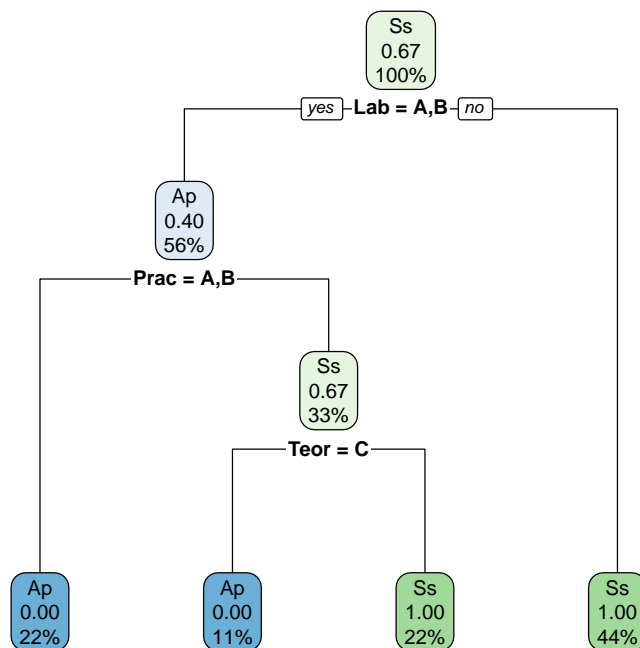 Ss
0.67
100%
yes Lab = A,B no
Ap
0.40
56%
Prac = A,B
Ss
0.67
33%
Teor = C
Ap
0.00
22%
Ap
0.00
11%
Ss
1.00
22%
Ss
1.00
44%